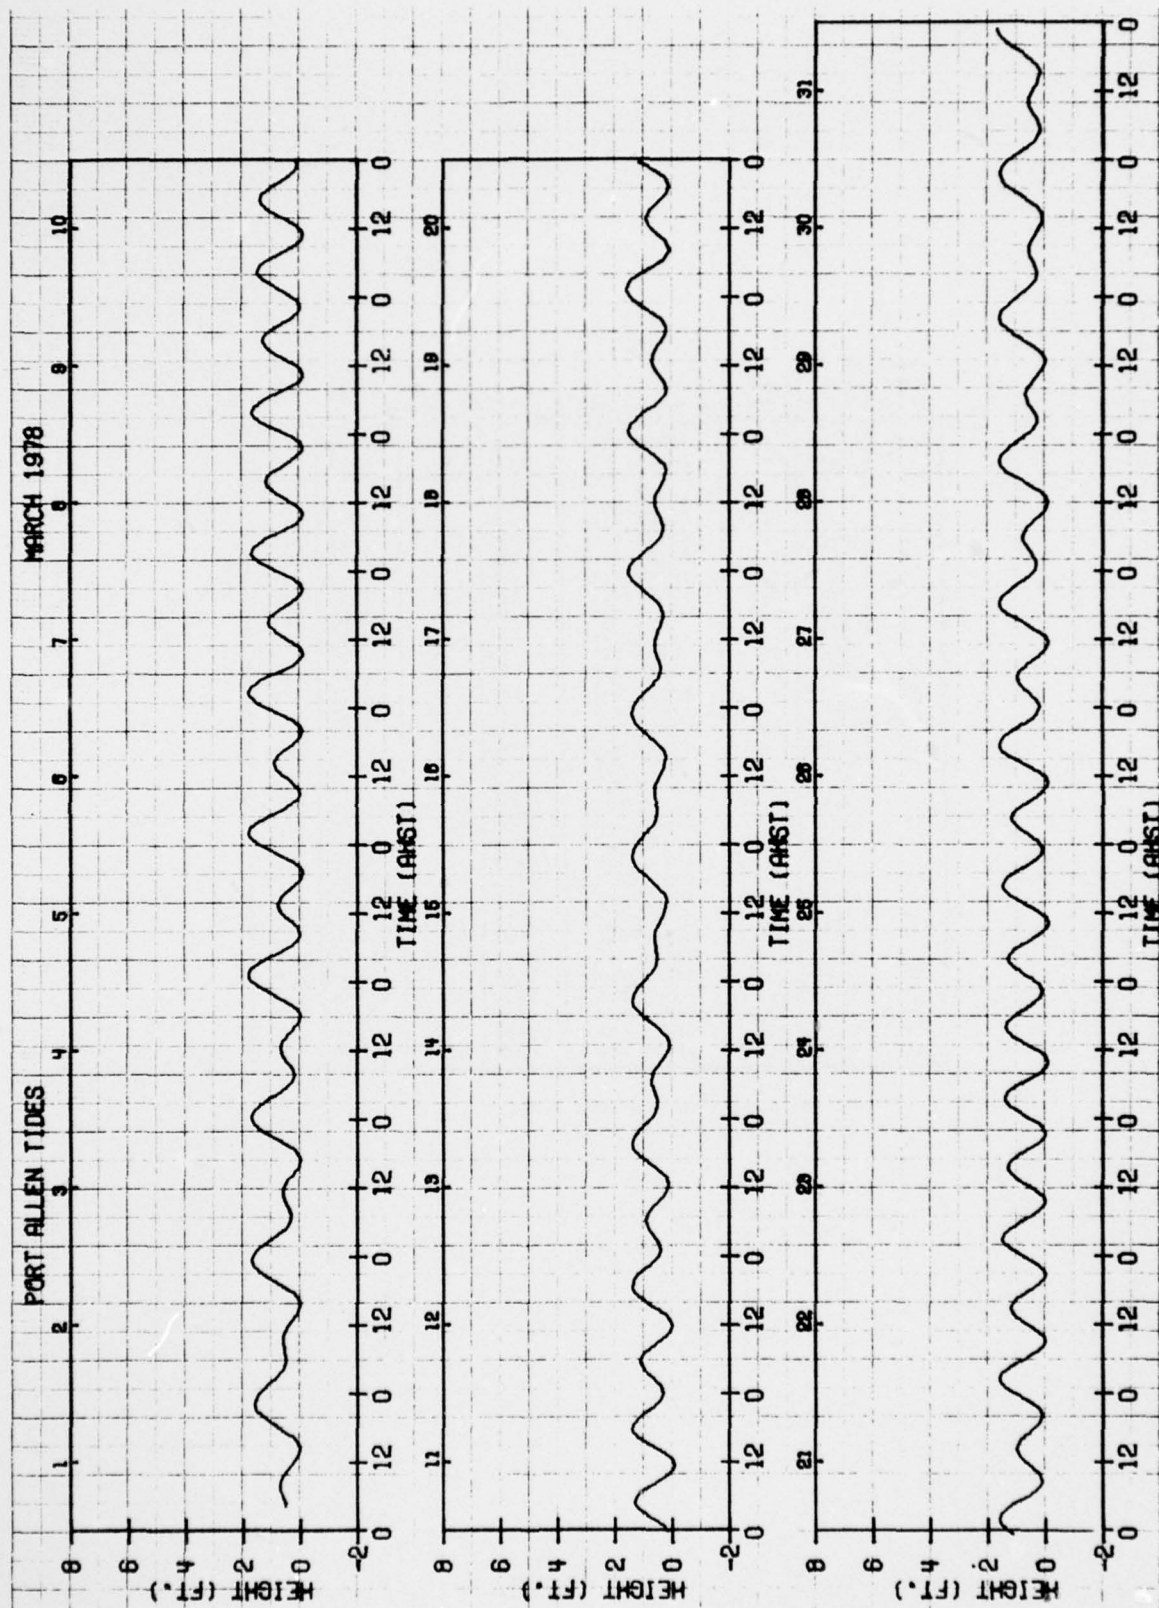 PORT ALLEN TIDES MARCH 1978
1 2 3 4 5 6 7 8 9 10
8
6
4
2
0
-2
HEIGHT (FT.)
0 12 0 12 0 12 0 12 0 12 0 12 0 12 0 12 0 12 0 12 0
TIME (AHST)
11 12 13 14 15 16 17 18 19 20
8
6
4
2
0
-2
HEIGHT (FT.)
0 12 0 12 0 12 0 12 0 12 0 12 0 12 0 12 0 12 0 12 0
TIME (AHST)
21 22 23 24 25 26 27 28 29 30 31
8
6
4
2
0
-2
HEIGHT (FT.)
0 12 0 12 0 12 0 12 0 12 0 12 0 12 0 12 0 12 0 12 0 12 0
TIME (AHST)